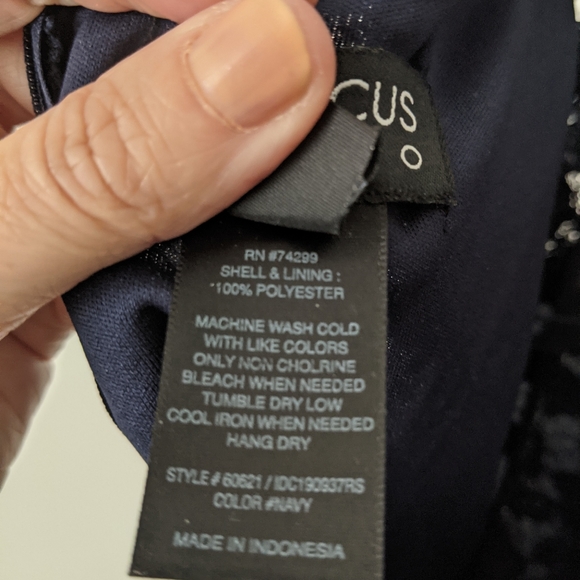 CUS
O
RN #74299
SHELL & LINING :
100% POLYESTER
MACHINE WASH COLD
WITH LIKE COLORS
ONLY NON CHOLRINE
BLEACH WHEN NEEDED
TUMBLE DRY LOW
COOL IRON WHEN NEEDED
HANG DRY
STYLE # 60621 / IDC190937RS
COLOR #NAVY
MADE IN INDONESIA